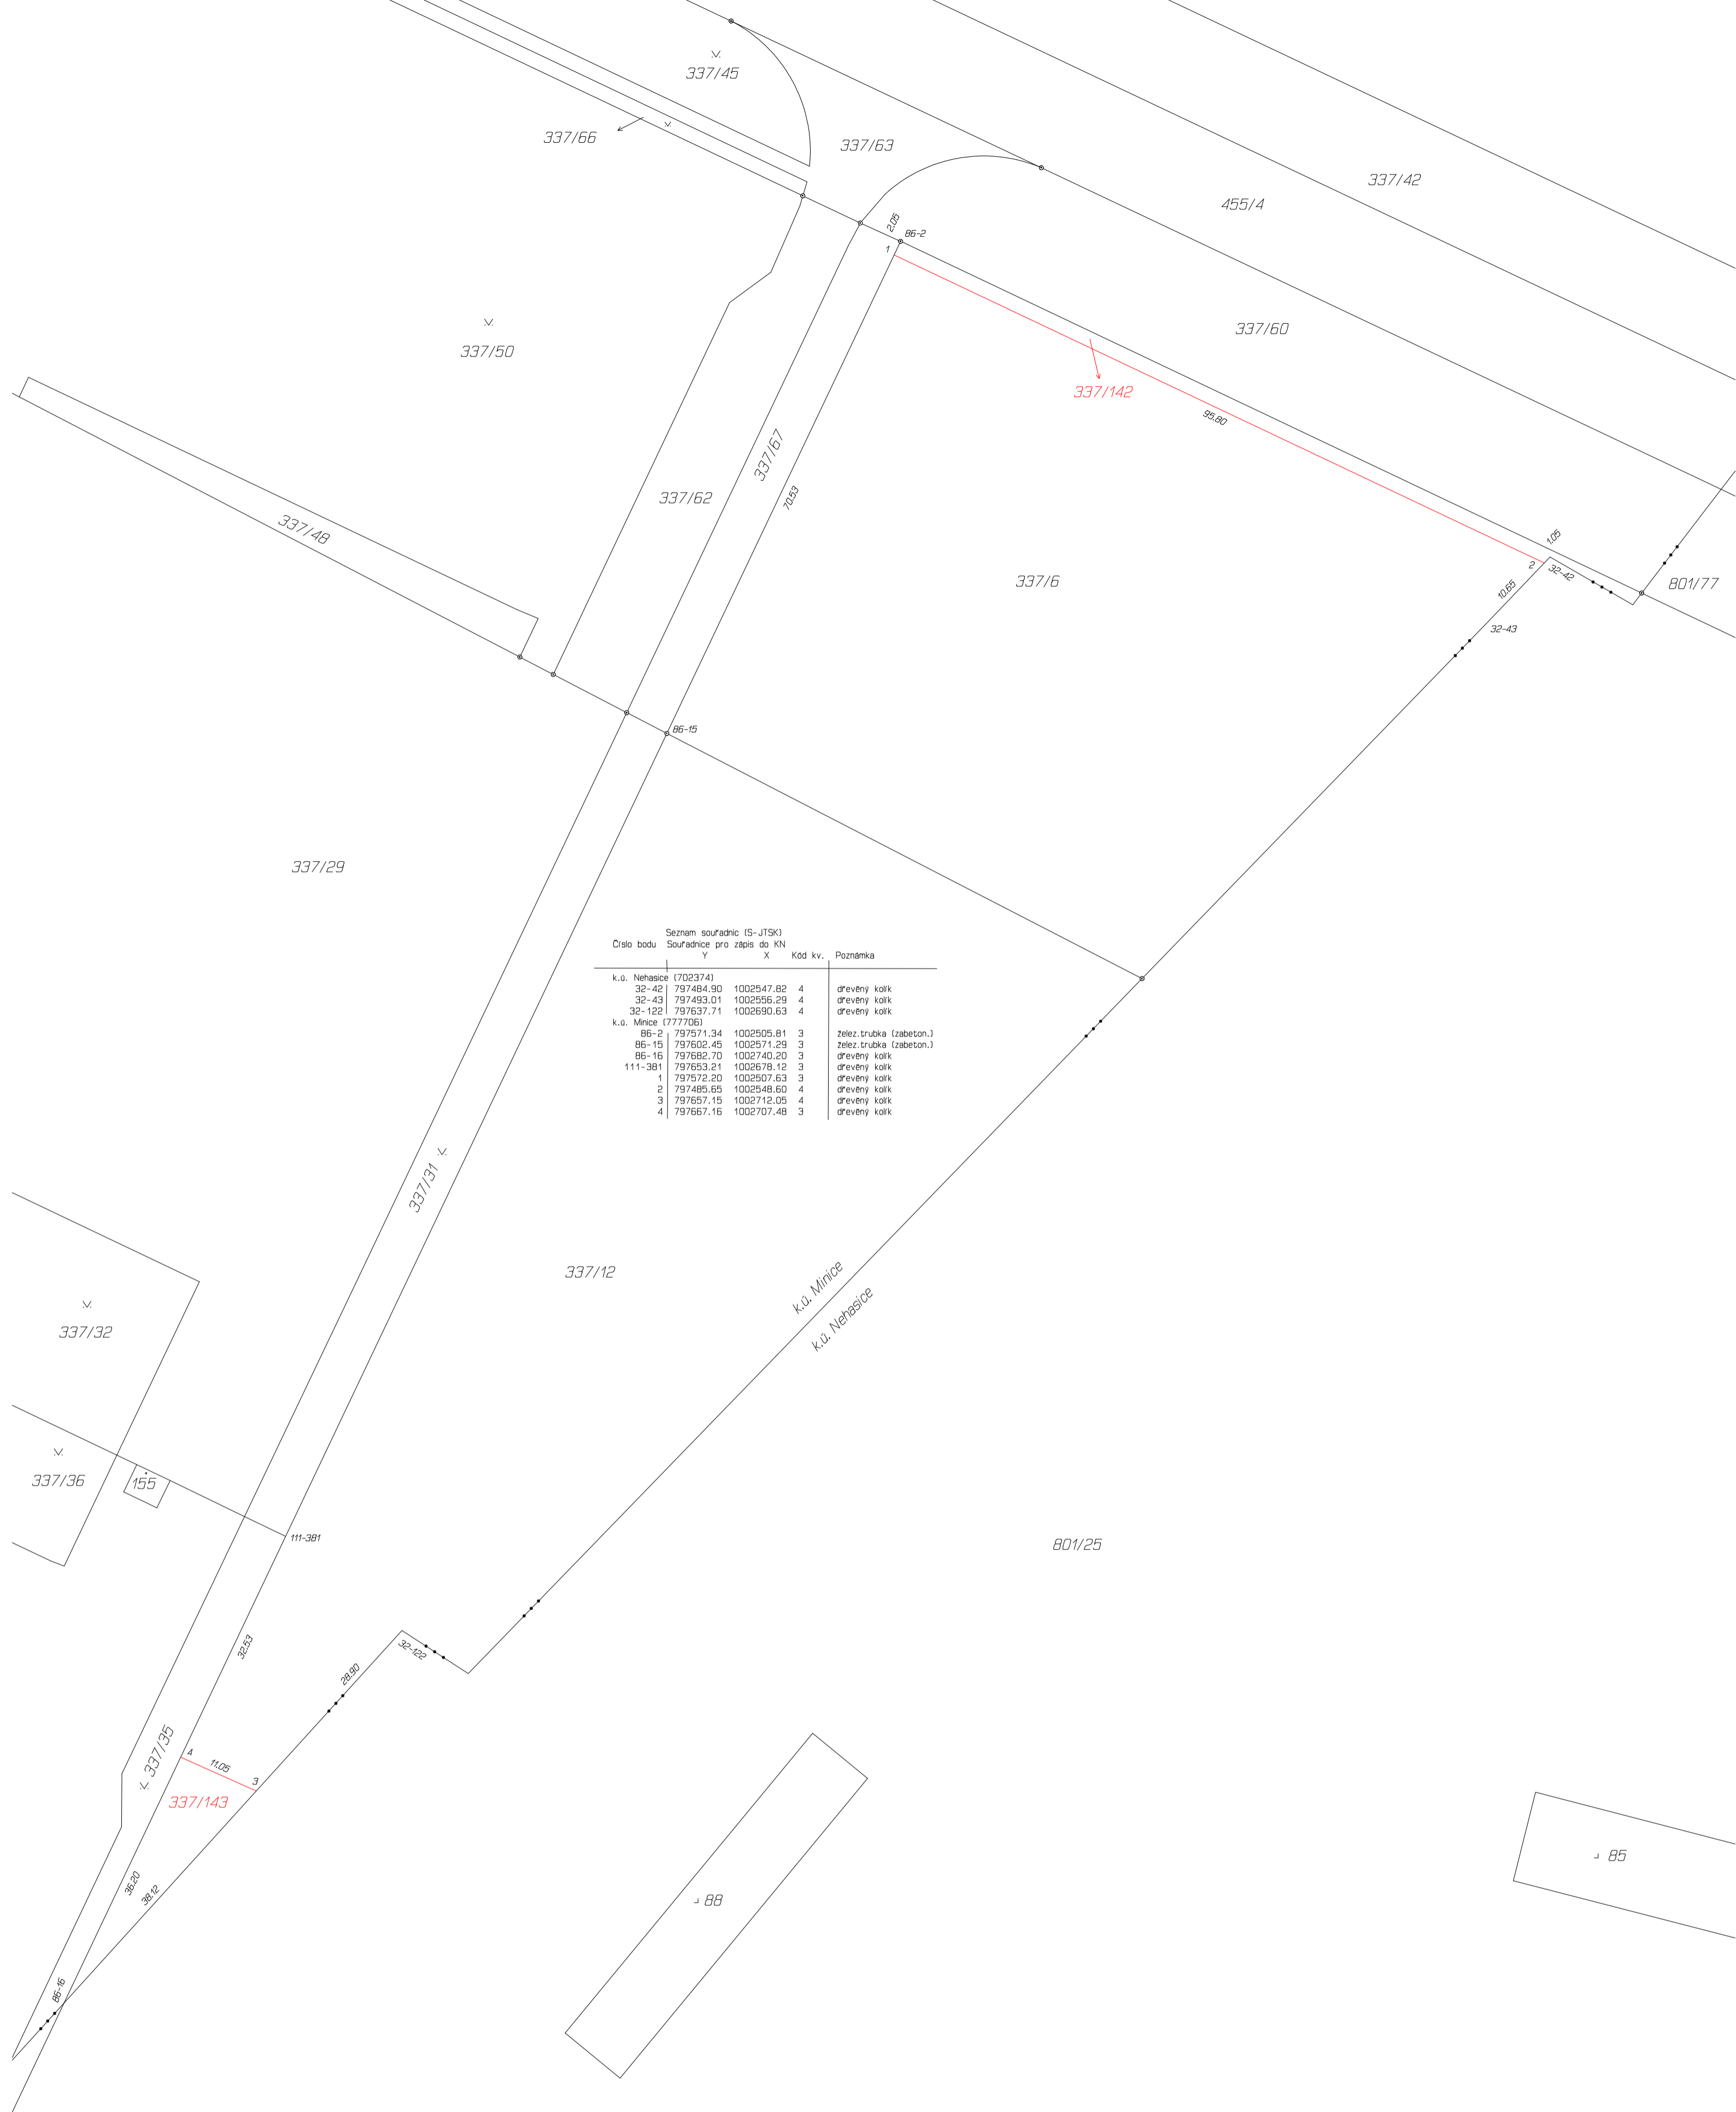 337/45
337/66
337/63
337/42
455/4
2.05
86-2
1
337/60
337/50
337/142
95.80
337/67
337/62
70.53
337/48
1.05
2
32-42
337/6
801/77
10.65
32-43
86-15
337/29
Seznam souřadnic (S-JTSK)
Číslo bodu Souřadnice pro zápis do KN
Y X Kód kv. Poznámka
k.ú. Nehasice (702374)
32-42 797484.90 1002547.82 4 dřevěný kolík
32-43 797493.01 1002556.29 4 dřevěný kolík
32-122 797637.71 1002690.63 4 dřevěný kolík
k.ú. Minice (777706)
86-2 797571.34 1002505.81 3 želez.trubka (zabeton.)
86-15 797602.45 1002571.29 3 želez.trubka (zabeton.)
86-16 797682.70 1002740.20 3 dřevěný kolík
111-381 797653.21 1002678.12 3 dřevěný kolík
1 797572.20 1002507.63 3 dřevěný kolík
2 797485.65 1002548.60 4 dřevěný kolík
3 797657.15 1002712.05 4 dřevěný kolík
4 797667.16 1002707.48 3 dřevěný kolík
337/31
337/12
k.ú. Minice
k.ú. Nehasice
337/32
337/36
155
111-381
801/25
32.53
32-122
28.90
337/35
4
11.05
3
337/143
85
88
36.20
38.12
86-16